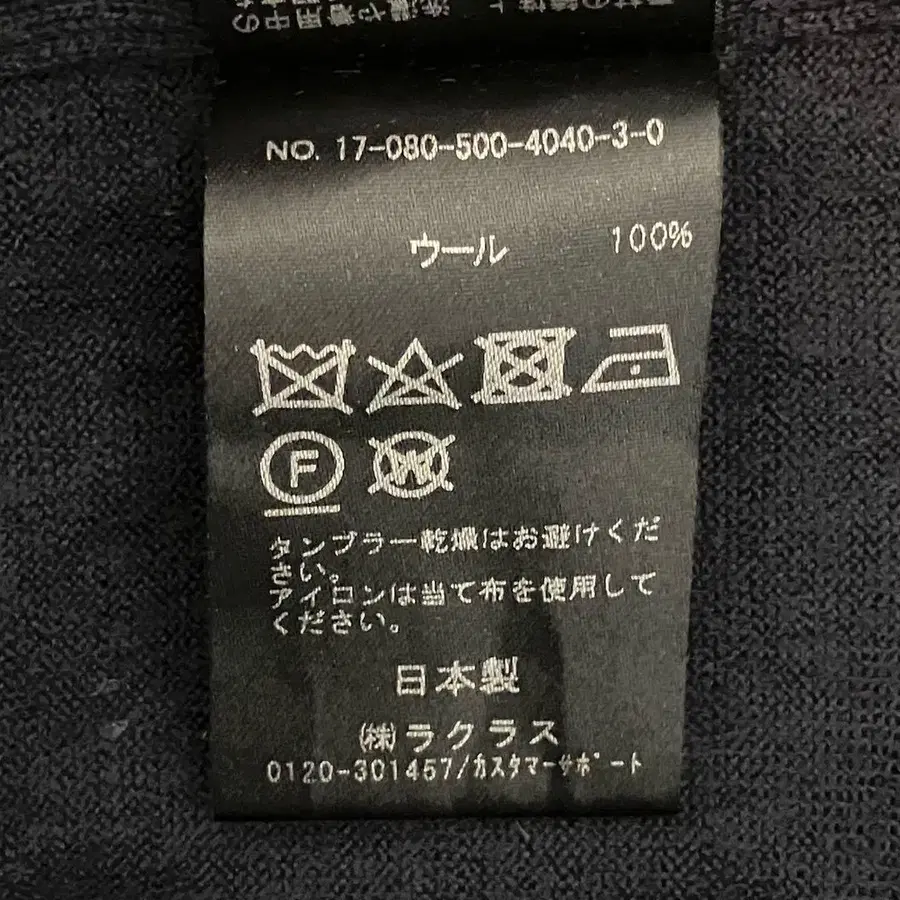 NO. 17-080-500-4040-3-0
ウール 100%
F
W
タンブラー乾燥はお避けくだ
さい。
アイロンは当て布を使用して
ください。
日本製
㈱ラクラス
0120-301457/カスタマーサポート